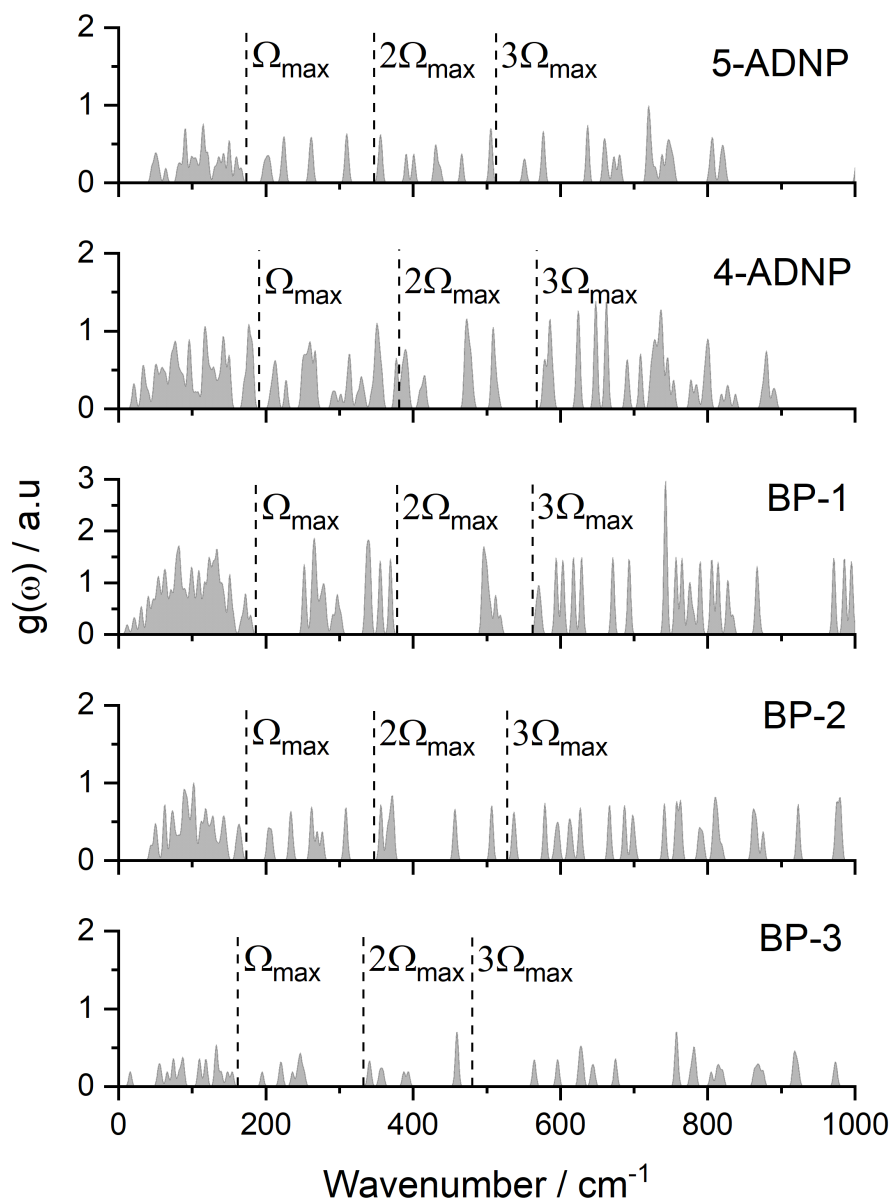 2
1
0
Ωmax
2Ωmax
3Ωmax
5-ADNP
2
1
0
Ωmax
2Ωmax
3Ωmax
4-ADNP
g(ω) / a.u
3
2
1
0
Ωmax
2Ωmax
3Ωmax
BP-1
2
1
0
Ωmax
2Ωmax
3Ωmax
BP-2
2
1
0
Ωmax
2Ωmax
3Ωmax
BP-3
0 200 400 600 800 1000
Wavenumber / cm⁻¹